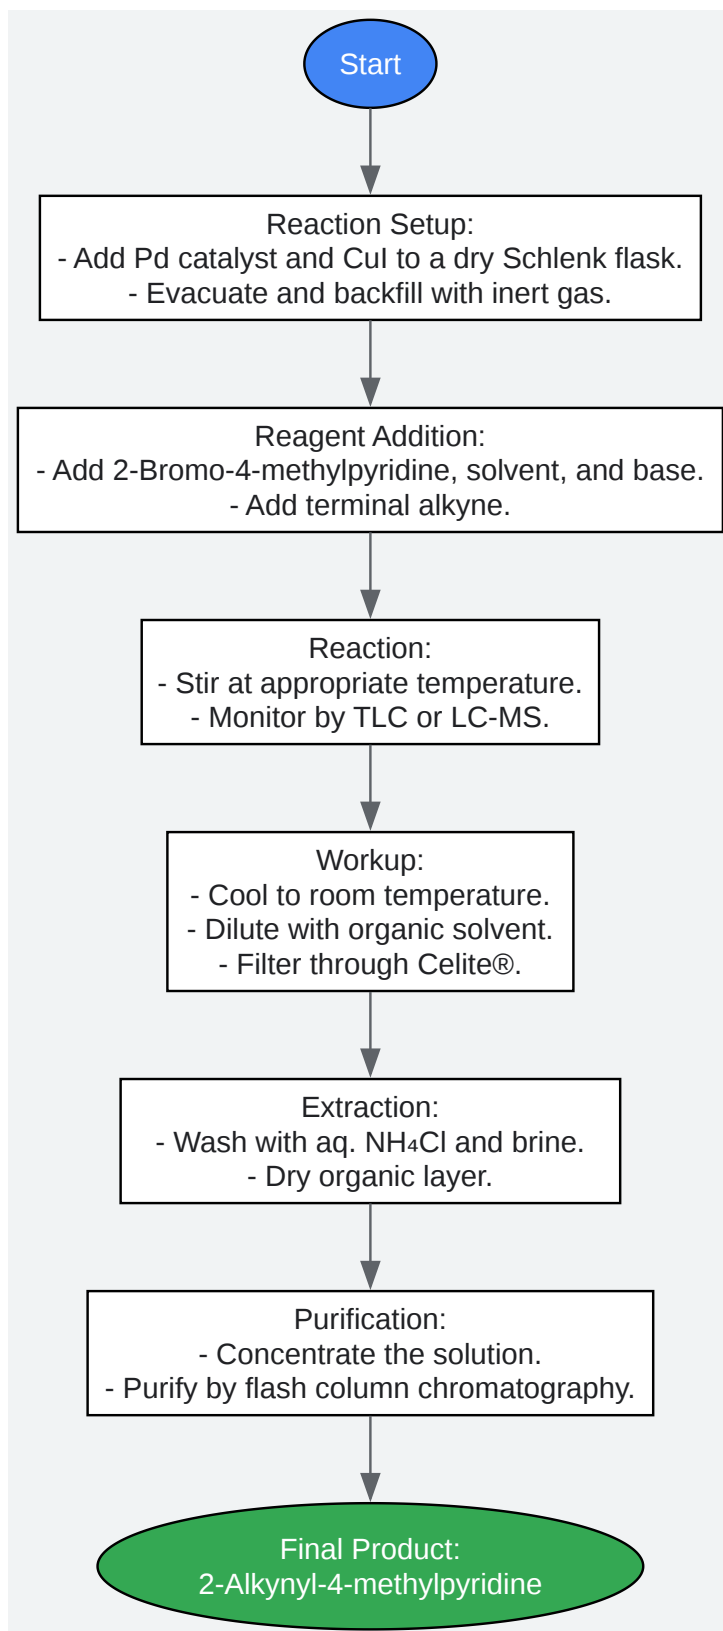 Start
Reaction Setup:
- Add Pd catalyst and CuI to a dry Schlenk flask.
- Evacuate and backfill with inert gas.
Reagent Addition:
- Add 2-Bromo-4-methylpyridine, solvent, and base.
- Add terminal alkyne.
Reaction:
- Stir at appropriate temperature.
- Monitor by TLC or LC-MS.
Workup:
- Cool to room temperature.
- Dilute with organic solvent.
- Filter through Celite®.
Extraction:
- Wash with aq. NH₄Cl and brine.
- Dry organic layer.
Purification:
- Concentrate the solution.
- Purify by flash column chromatography.
Final Product:
2-Alkynyl-4-methylpyridine